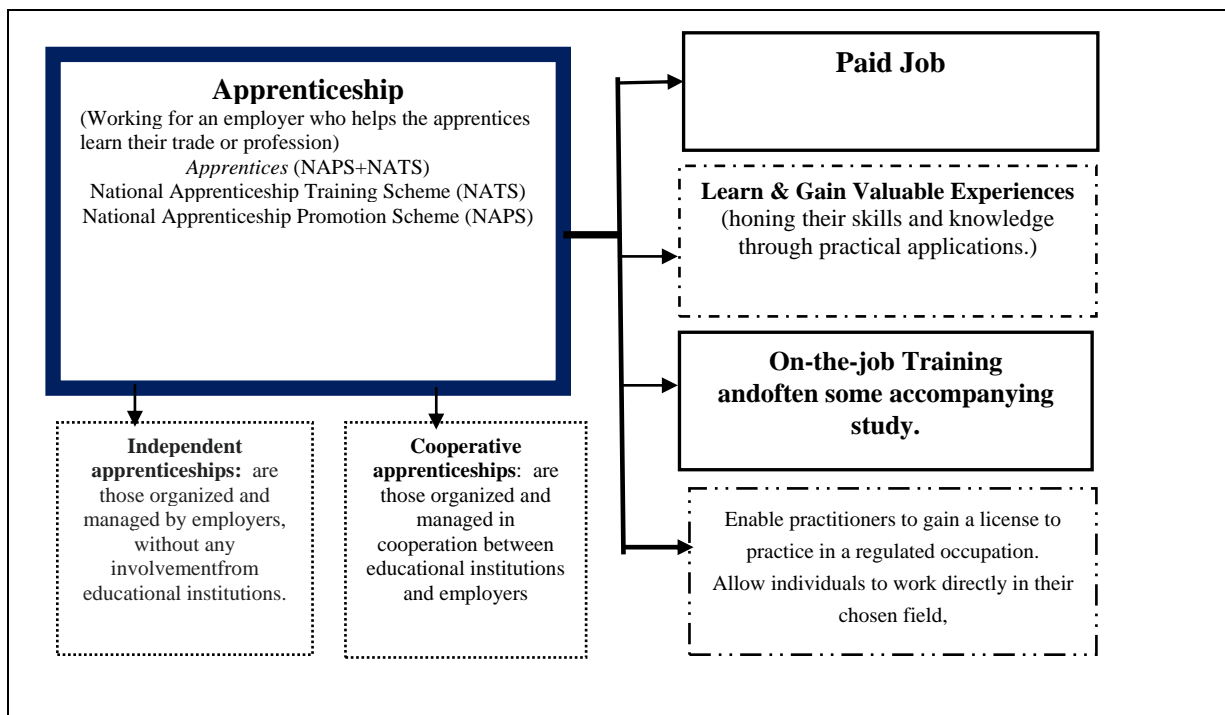 Apprenticeship
(Working for an employer who helps the apprentices
learn their trade or profession)
Apprentices (NAPS+NATS)
National Apprenticeship Training Scheme (NATS)
National Apprenticeship Promotion Scheme (NAPS)
Independent
apprenticeships: are
those organized and
managed by employers,
without any
involvementfrom
educational institutions.
Cooperative
apprenticeships: are
those organized and
managed in
cooperation between
educational institutions
and employers
Paid Job
Learn & Gain Valuable Experiences
(honing their skills and knowledge
through practical applications.)
On-the-job Training
andoften some accompanying
study.
Enable practitioners to gain a license to
practice in a regulated occupation.
Allow individuals to work directly in their
chosen field,